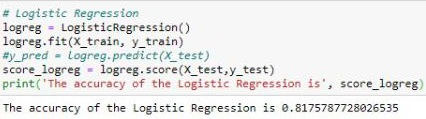 # Logistic Regression
logreg = LogisticRegression()
logreg.fit(X_train, y_train)
#y_pred = logreg.predict(X_test)
score_logreg = logreg.score(X_test,y_test)
print('The accuracy of the Logistic Regression is', score_logreg)
The accuracy of the Logistic Regression is 0.8175787728026535